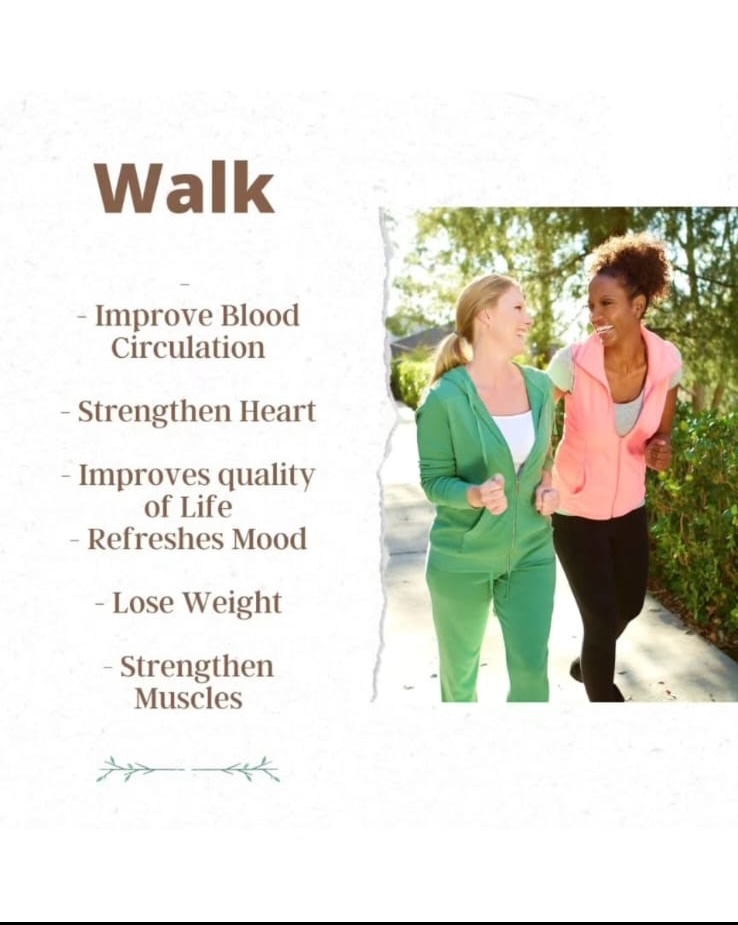 Walk
-
- Improve Blood
Circulation
- Strengthen Heart
- Improves quality
of Life
- Refreshes Mood
- Lose Weight
- Strengthen
Muscles